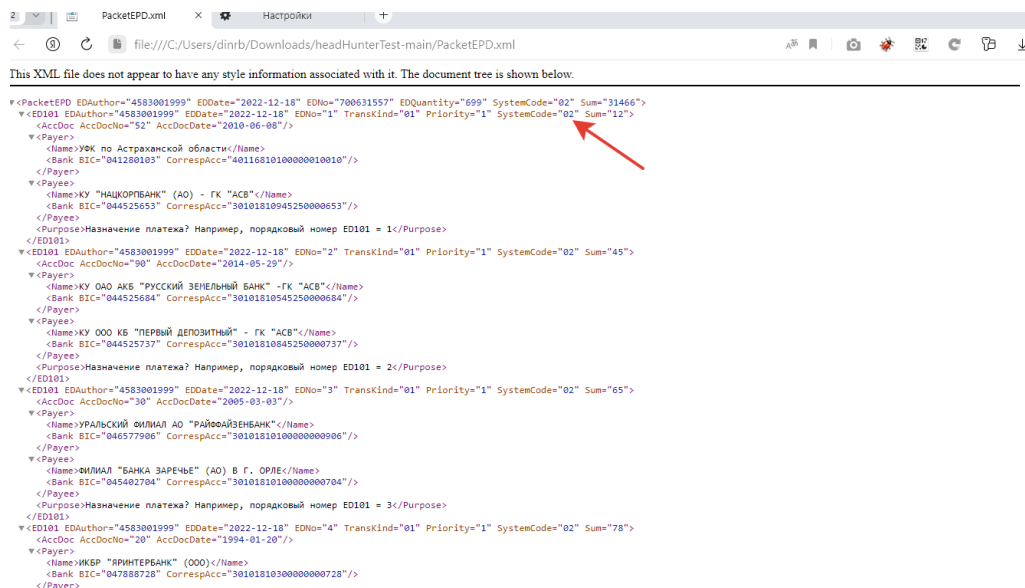 2
PacketEPD.xml
Настройки
file:///C:/Users/dinrb/Downloads/headHunterTest-main/PacketEPD.xml
This XML file does not appear to have any style information associated with it. The document tree is shown below.
▼<PacketEPD EDAuthor="4583001999" EDDate="2022-12-18" EDNo="700631557" EDQuantity="699" SystemCode="02" Sum="31466">
▼<ED101 EDAuthor="4583001999" EDDate="2022-12-18" EDNo="1" TransKind="01" Priority="1" SystemCode="02" Sum="12">
<AccDoc AccDocNo="52" AccDocDate="2010-06-08"/>
▼<Payer>
<Name>УФК по Астраханской области</Name>
<Bank BIC="041280103" CorrespAcc="40116810100000010010"/>
</Payer>
▼<Payee>
<Name>КУ "НАЦКОРПБАНК" (АО) - ГК "АСВ"</Name>
<Bank BIC="044525653" CorrespAcc="30101810945250000653"/>
</Payee>
<Purpose>Назначение платежа? Например, порядковый номер ED101 = 1</Purpose>
</ED101>
▼<ED101 EDAuthor="4583001999" EDDate="2022-12-18" EDNo="2" TransKind="01" Priority="1" SystemCode="02" Sum="45">
<AccDoc AccDocNo="90" AccDocDate="2014-05-29"/>
▼<Payer>
<Name>КУ ОАО АКБ "РУССКИЙ ЗЕМЕЛЬНЫЙ БАНК" -ГК "АСВ"</Name>
<Bank BIC="044525684" CorrespAcc="30101810545250000684"/>
</Payer>
▼<Payee>
<Name>КУ ООО КБ "ПЕРВЫЙ ДЕПОЗИТНЫЙ" - ГК "АСВ"</Name>
<Bank BIC="044525737" CorrespAcc="30101810845250000737"/>
</Payee>
<Purpose>Назначение платежа? Например, порядковый номер ED101 = 2</Purpose>
</ED101>
▼<ED101 EDAuthor="4583001999" EDDate="2022-12-18" EDNo="3" TransKind="01" Priority="1" SystemCode="02" Sum="65">
<AccDoc AccDocNo="30" AccDocDate="2005-03-03"/>
▼<Payer>
<Name>УРАЛЬСКИЙ ФИЛИАЛ АО "РАЙФФАЙЗЕНБАНК"</Name>
<Bank BIC="046577906" CorrespAcc="30101810100000000906"/>
</Payer>
▼<Payee>
<Name>ФИЛИАЛ "БАНКА ЗАРЕЧЬЕ" (АО) В Г. ОРЛЕ</Name>
<Bank BIC="045402704" CorrespAcc="30101810100000000704"/>
</Payee>
<Purpose>Назначение платежа? Например, порядковый номер ED101 = 3</Purpose>
</ED101>
▼<ED101 EDAuthor="4583001999" EDDate="2022-12-18" EDNo="4" TransKind="01" Priority="1" SystemCode="02" Sum="78">
<AccDoc AccDocNo="20" AccDocDate="1994-01-20"/>
▼<Payer>
<Name>ИКБР "ЯРИНТЕРБАНК" (ООО)</Name>
<Bank BIC="047888728" CorrespAcc="30101810300000000728"/>
</Payer>